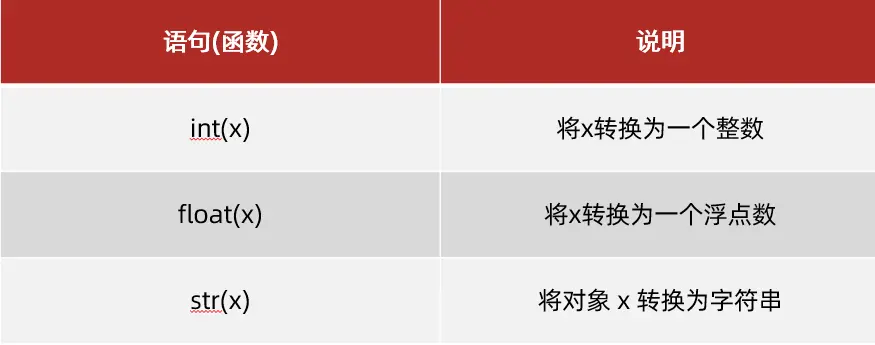 语句(函数) 说明
int(x) 将x转换为一个整数
float(x) 将x转换为一个浮点数
str(x) 将对象 x 转换为字符串